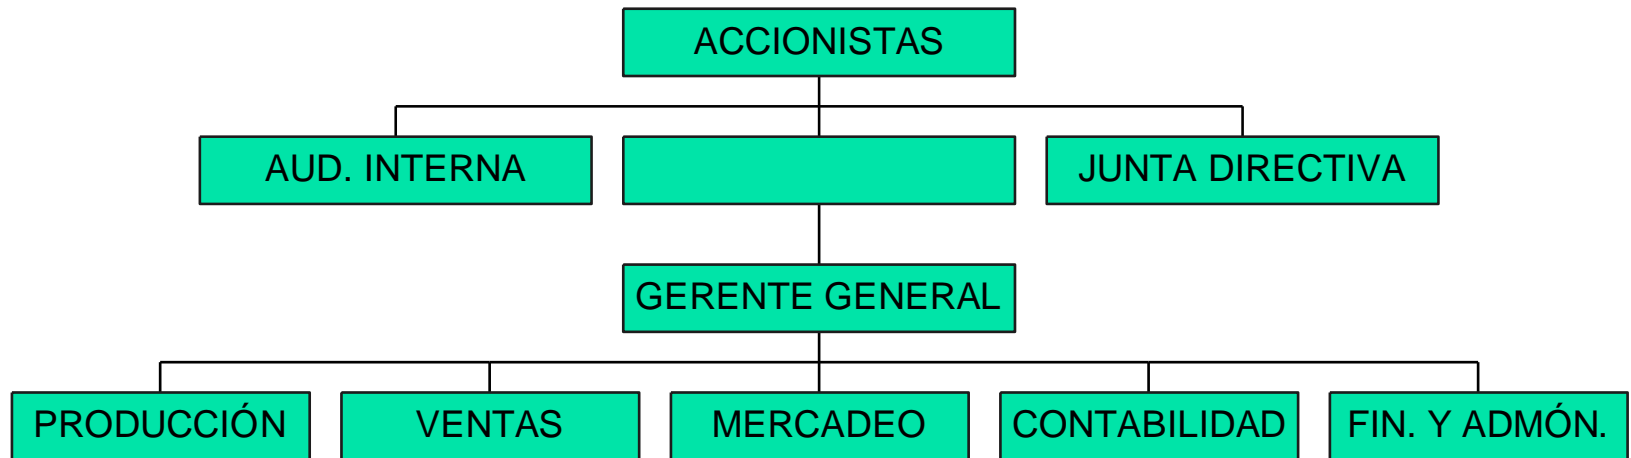 ACCIONISTAS
AUD. INTERNA
JUNTA DIRECTIVA
GERENTE GENERAL
PRODUCCIÓN
VENTAS
MERCADEO
CONTABILIDAD
FIN. Y ADMÓN.